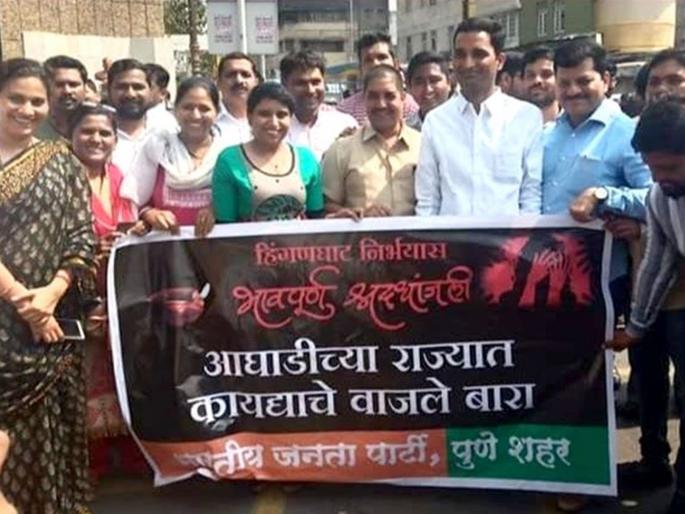 हिंगणघाट निर्भयास
भावपूर्ण श्रद्धांजली
आघाडीच्या राज्यात
कायद्याचे वाजले बारा
जनता पार्टी, पुणे शहर